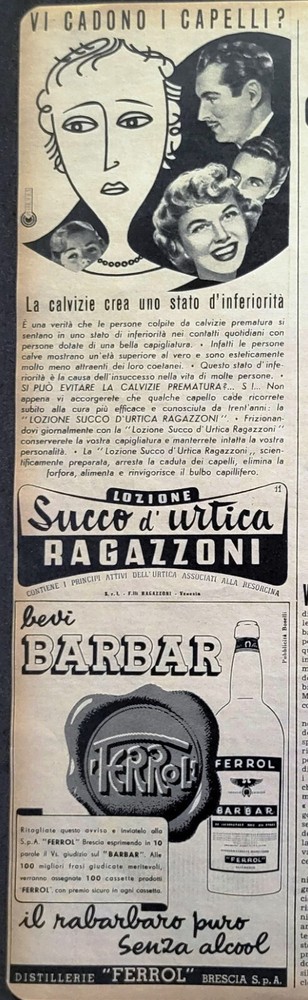 VI CADONO I CAPELLI?
La calvizie crea uno stato d'inferiorità
È una verità che le persone colpite da calvizie prematura si
sentano in uno stato di inferiorità nei contatti quotidiani con
persone dotate di una bella capigliatura. • Infatti le persone
calve mostrano un'età superiore al vero e sono esteticamente
molto meno attraenti dei loro coetanei. • Questo stato d'infe-
riorità è la causa dell'insuccesso nella vita di molte persone. •
SI PUÒ EVITARE LA CALVIZIE PREMATURA?... S I... Non
appena vi accorgerete che qualche capello cade ricorrete
subito alla cura più efficace e conosciuta da trent'anni: la
"LOZIONE SUCCO D'URTICA RAGAZZONI". • Frizionan-
dovi giornalmente con la "Lozione Succo d'Urtica Ragazzoni"
conserverete la vostra capigliatura e manterrete intatta la vostra
personalità. • La "Lozione Succo d'Urtica Ragazzoni,, scien-
tificamente preparata, arresta la caduta dei capelli, elimina la
forfora, alimenta e rinvigorisce il bulbo capillifero.
LOZIONE
11
Succo d'urtica
RAGAZZONI
CONTIENE I PRINCIPI ATTIVI DELL'URTICA ASSOCIATI ALLA RESORCINA
S. r. l. - F.lli RAGAZZONI - Venezia
bevi
BARBAR
Pubblicità Baselli
FERROL
FERROL
BARBAR
"FERROL"
Ritagliate questo avviso e inviatelo alla
S.p.A. "FERROL" Brescia esprimendo in 10
parole il Vs. giudizio sul "BARBAR". Alle
100 migliori frasi giudicate meritevoli,
verranno assegnate 100 cassette prodotti
"FERROL", con premio sicuro in ogni cassetta.
il rabarbaro puro
senza alcool
DISTILLERIE "FERROL" BRESCIA S.p.A.